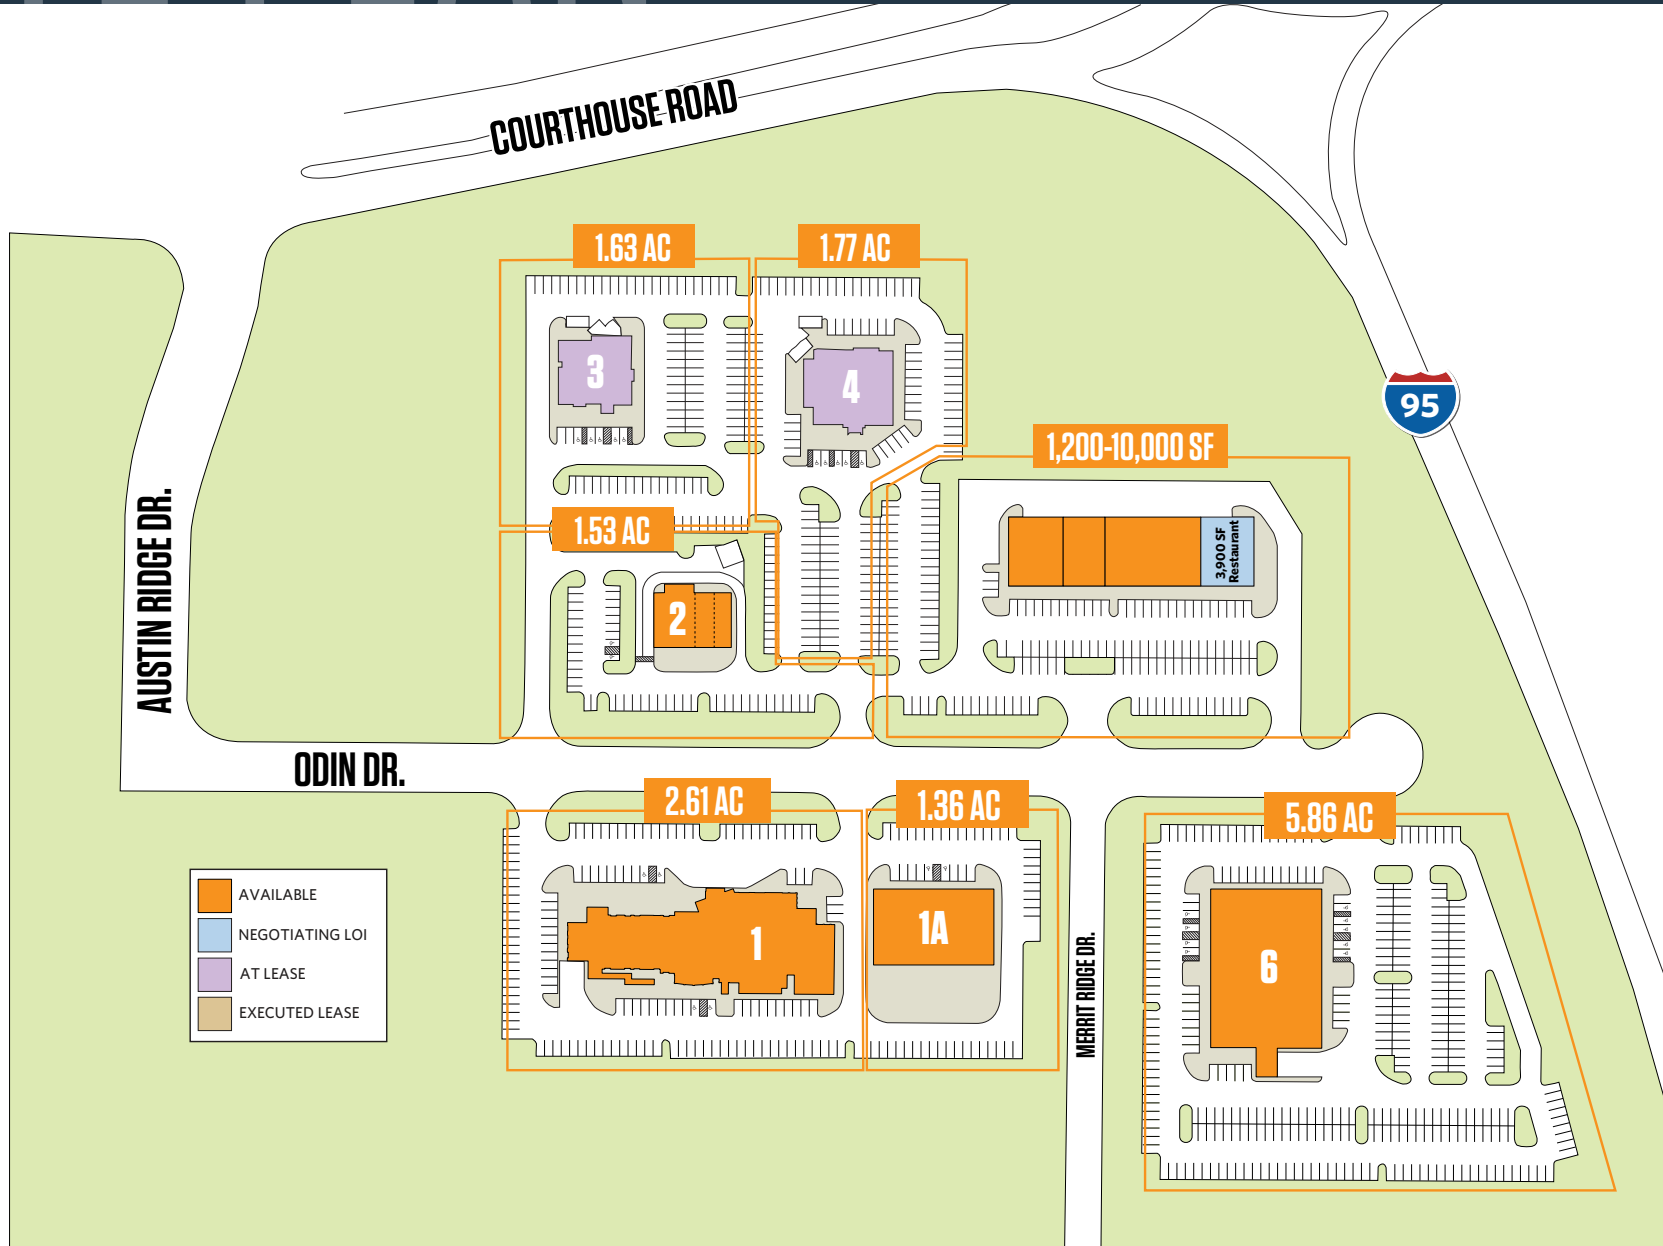 COURTHOUSE ROAD
1.63 AC
1.77 AC
3
4
95
1,200-10,000 SF
AUSTIN RIDGE DR.
1.53 AC
3,900 SF
Restaurant
2
ODIN DR.
2.61 AC
1.36 AC
5.86 AC
AVAILABLE
NEGOTIATING LOI
AT LEASE
EXECUTED LEASE
1
1A
MERRIT RIDGE DR.
6